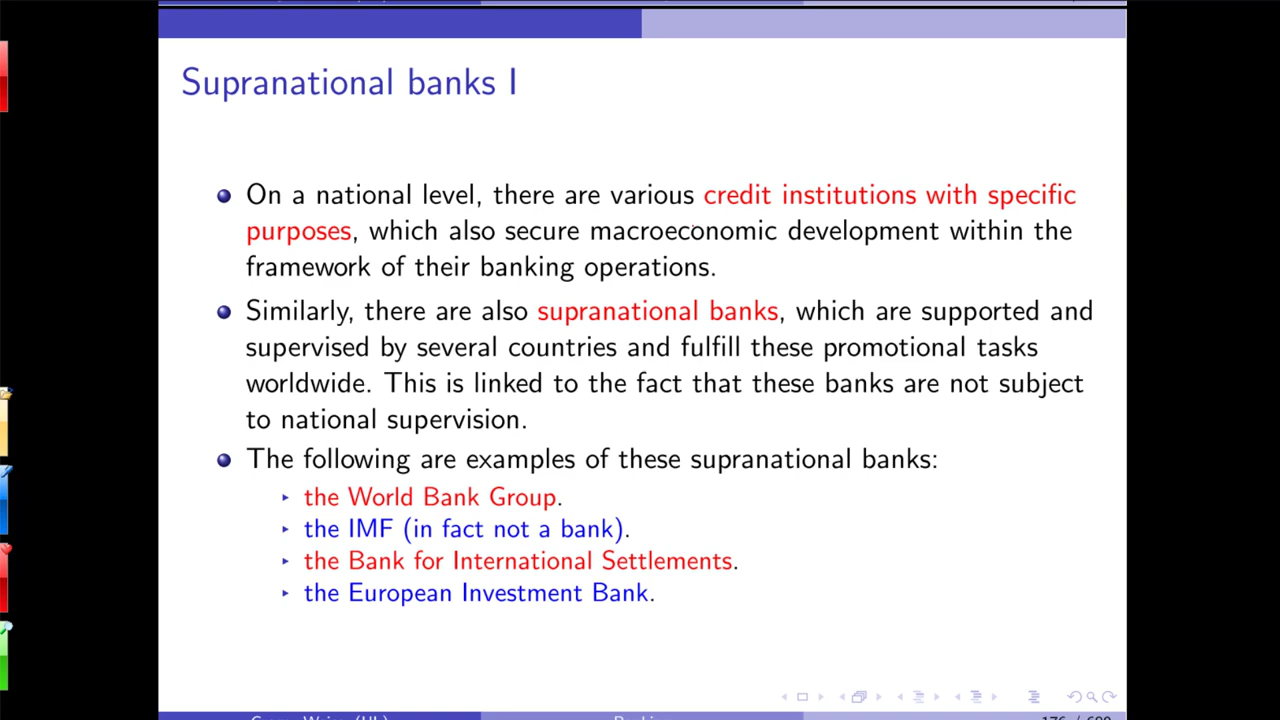 Supranational banks I
On a national level, there are various credit institutions with specific
purposes, which also secure macroeconomic development within the
framework of their banking operations.
Similarly, there are also supranational banks, which are supported and
supervised by several countries and fulfill these promotional tasks
worldwide. This is linked to the fact that these banks are not subject
to national supervision.
The following are examples of these supranational banks:
the World Bank Group.
the IMF (in fact not a bank).
the Bank for International Settlements.
the European Investment Bank.